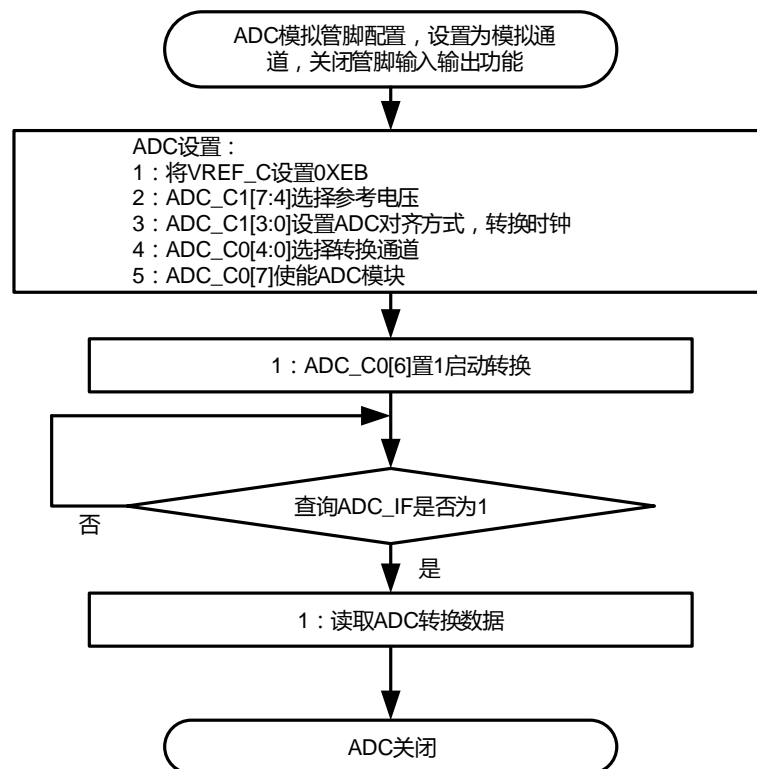 ADC模拟管脚配置，设置为模拟通
道，关闭管脚输入输出功能
ADC设置：
1：将VREF_C设置0XEB
2：ADC_C1[7:4]选择参考电压
3：ADC_C1[3:0]设置ADC对齐方式，转换时钟
4：ADC_C0[4:0]选择转换通道
5：ADC_C0[7]使能ADC模块
1：ADC_C0[6]置1启动转换
查询ADC_IF是否为1
否
是
1：读取ADC转换数据
ADC关闭